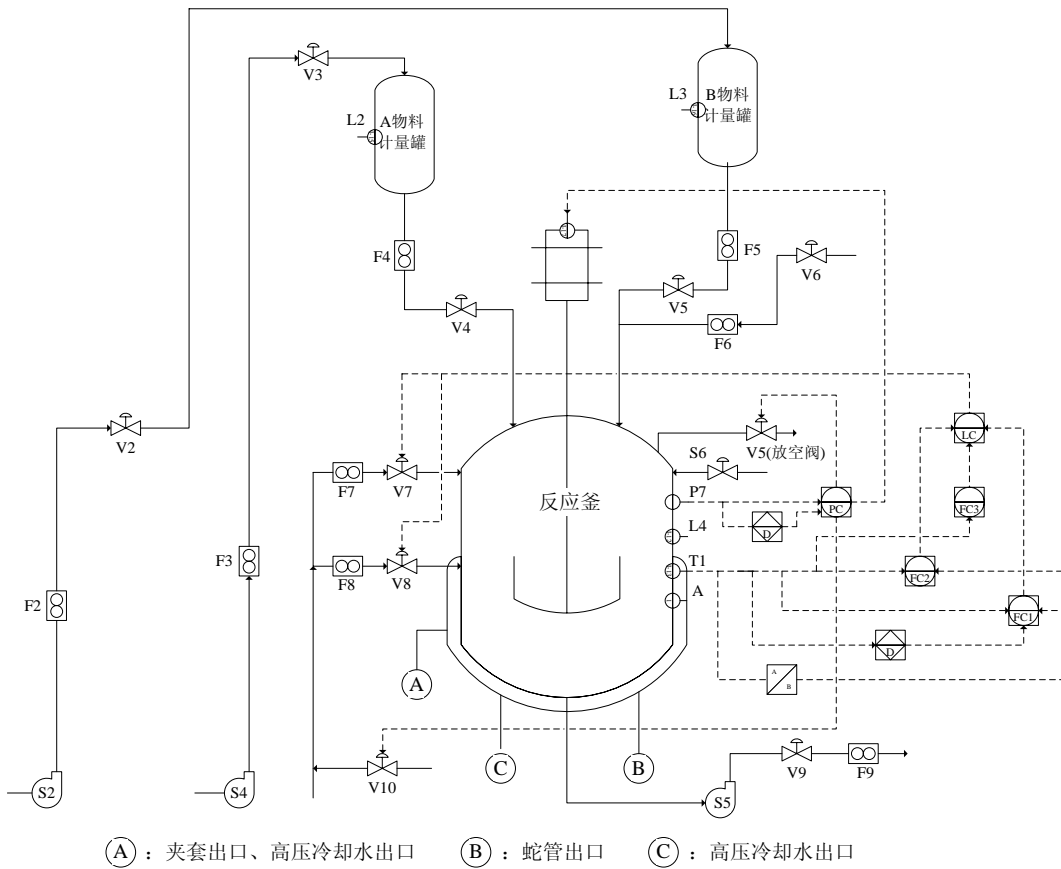 V3
L2
A物料
计量罐
L3
B物料
计量罐
F4
V4
F5
V5
V6
F6
V2
F7
V7
F8
V8
反应釜
S6
V5(放空阀)
P7
L4
T1
A
D
PC
LC
FC3
FC2
FC1
D
A
B
F2
F3
A
C
B
V10
S2
S4
S5
V9
F9
A ：夹套出口、高压冷却水出口 B ：蛇管出口 C ：高压冷却水出口